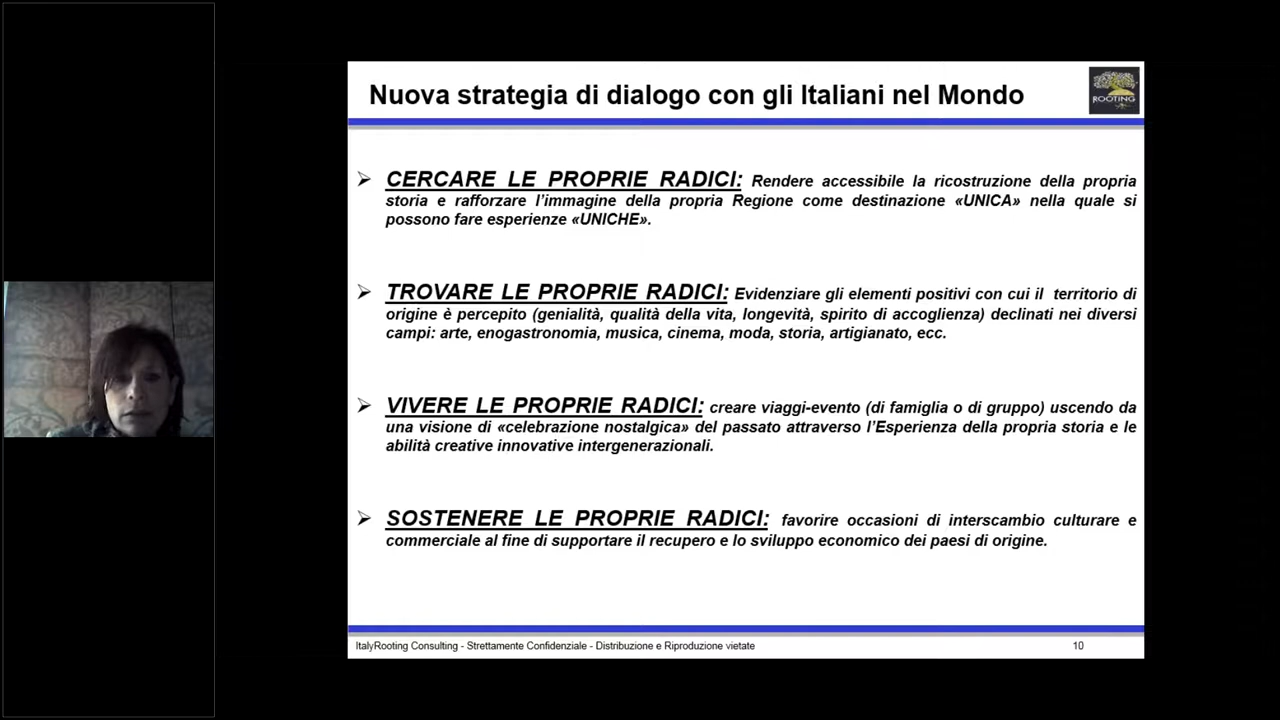 Nuova strategia di dialogo con gli Italiani nel Mondo
ROOTING
CERCARE LE PROPRIE RADICI: Rendere accessibile la ricostruzione della propria
storia e rafforzare l'immagine della propria Regione come destinazione «UNICA» nella quale si
possono fare esperienze «UNICHE».
TROVARE LE PROPRIE RADICI: Evidenziare gli elementi positivi con cui il territorio di
origine è percepito (genialità, qualità della vita, longevità, spirito di accoglienza) declinati nei diversi
campi: arte, enogastronomia, musica, cinema, moda, storia, artigianato, ecc.
VIVERE LE PROPRIE RADICI: creare viaggi-evento (di famiglia o di gruppo) uscendo da
una visione di «celebrazione nostalgica» del passato attraverso l'Esperienza della propria storia e le
abilità creative innovative intergenerazionali.
SOSTENERE LE PROPRIE RADICI: favorire occasioni di interscambio culturare e
commerciale al fine di supportare il recupero e lo sviluppo economico dei paesi di origine.
ItalyRooting Consulting - Strettamente Confidenziale - Distribuzione e Riproduzione vietate
10